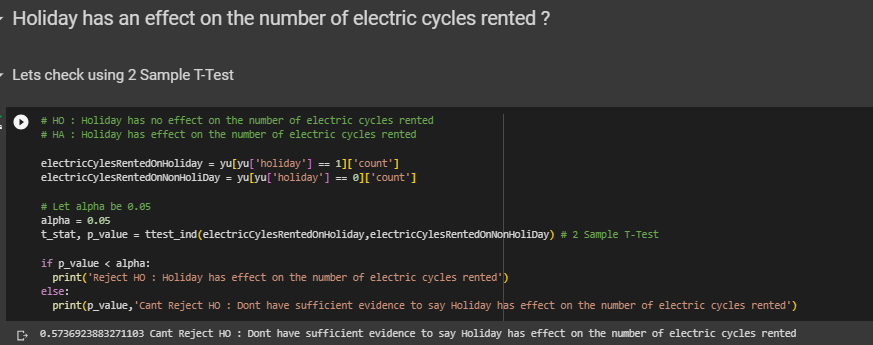 Holiday has an effect on the number of electric cycles rented ?
Lets check using 2 Sample T-Test
# HO : Holiday has no effect on the number of electric cycles rented
# HA : Holiday has effect on the number of electric cycles rented
electricCylesRentedOnHoliday = yu[yu['holiday'] == 1]['count']
electricCylesRentedOnNonHoliDay = yu[yu['holiday'] == 0]['count']
# Let alpha be 0.05
alpha = 0.05
t_stat, p_value = ttest_ind(electricCylesRentedOnHoliday,electricCylesRentedOnNonHoliDay) # 2 Sample T-Test
if p_value < alpha:
print('Reject HO : Holiday has effect on the number of electric cycles rented')
else:
print(p_value,'Cant Reject HO : Dont have sufficient evidence to say Holiday has effect on the number of electric cycles rented')
0.5736923883271103 Cant Reject HO : Dont have sufficient evidence to say Holiday has effect on the number of electric cycles rented